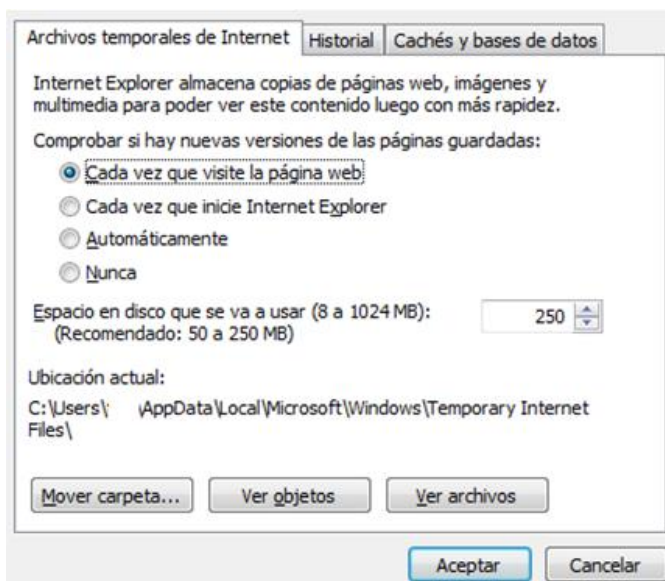 Archivos temporales de Internet
Historial
Cachés y bases de datos
Internet Explorer almacena copias de páginas web, imágenes y
multimedia para poder ver este contenido luego con más rapidez.
Comprobar si hay nuevas versiones de las páginas guardadas:
Cada vez que visite la página web
Cada vez que inicie Internet Explorer
Automáticamente
Nunca
Espacio en disco que se va a usar (8 a 1024 MB):
250
(Recomendado: 50 a 250 MB)
Ubicación actual:
C:\Users\ \AppData\Local\Microsoft\Windows\Temporary Internet
Files\
Mover carpeta...
Ver objetos
Ver archivos
Aceptar
Cancelar